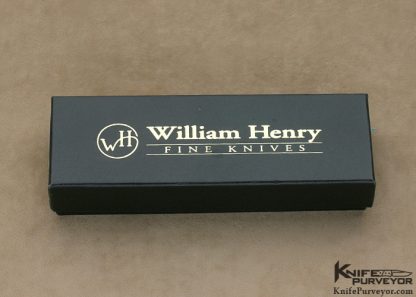 WH
William Henry
FINE KNIVES
KNIFE
PURVEYOR
KnifePurveyor.com